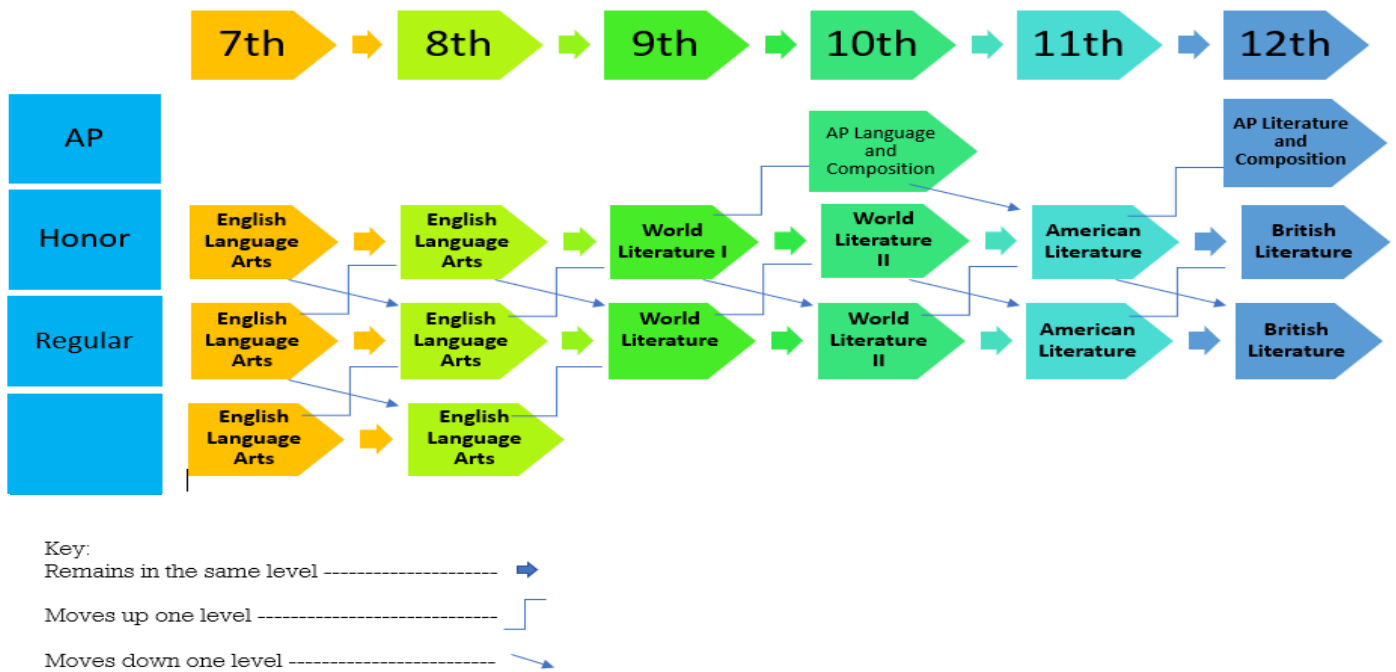 7th
8th
9th
10th
11th
12th
AP
AP Language
and
Composition
AP Literature
and
Composition
Honor
English
Language
Arts
English
Language
Arts
World
Literature I
World
Literature
II
American
Literature
British
Literature
Regular
English
Language
Arts
English
Language
Arts
World
Literature
World
Literature
II
American
Literature
British
Literature
English
Language
Arts
English
Language
Arts
Key:
Remains in the same level ----------------------
Moves up one level -----------------------------
Moves down one level -------------------------